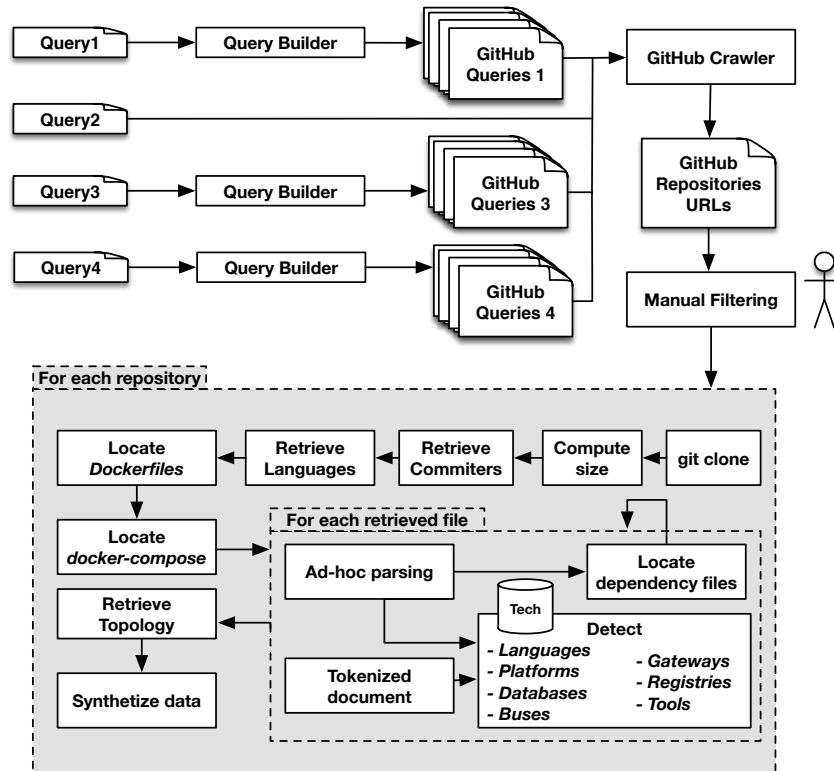 Query1
Query Builder
GitHub
Queries 1
GitHub Crawler
Query2
Query3
Query Builder
GitHub
Queries 3
GitHub
Repositories
URLs
Query4
Query Builder
GitHub
Queries 4
Manual Filtering
For each repository
Locate
Dockerfiles
Retrieve
Languages
Retrieve
Commiters
Compute
size
git clone
Locate
docker-compose
For each retrieved file
Ad-hoc parsing
Locate
dependency files
Retrieve
Topology
Tech
Detect
- Languages
- Platforms
- Databases
- Buses
- Gateways
- Registries
- Tools
Tokenized
document
Synthetize data